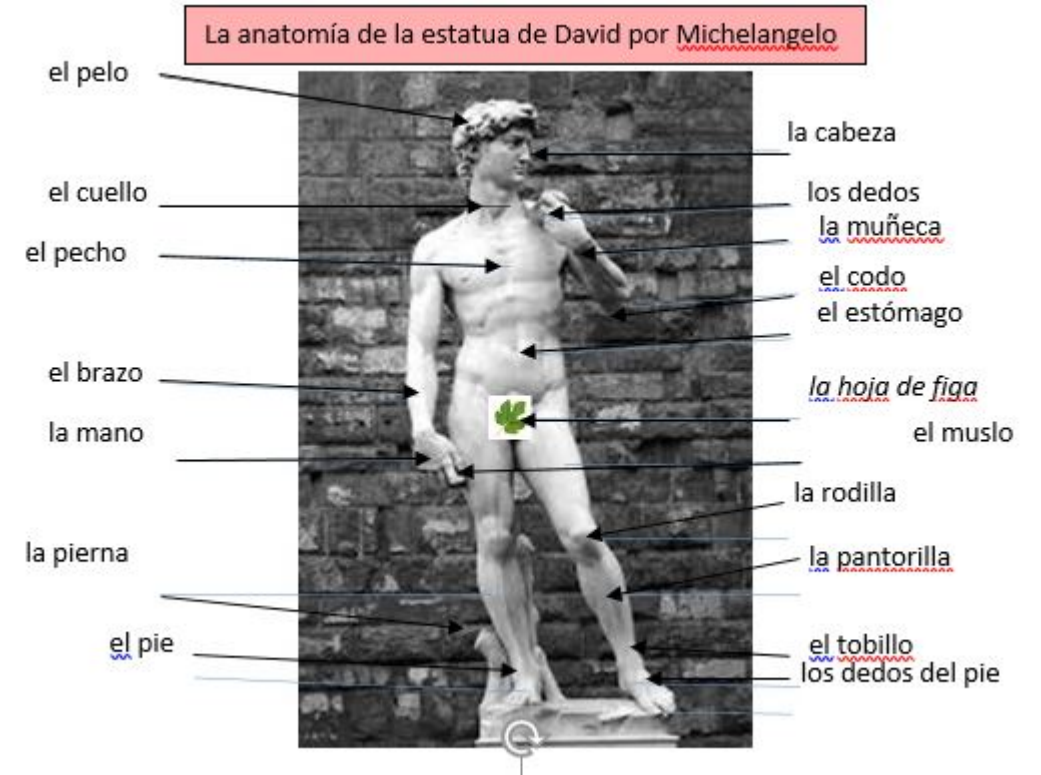 La anatomía de la estatua de David por Michelangelo
el pelo
la cabeza
el cuello
los dedos
la muñeca
el pecho
el codo
el estómago
el brazo
la hoja de figa
la mano
el muslo
la rodilla
la pierna
la pantorilla
el pie
el tobillo
los dedos del pie